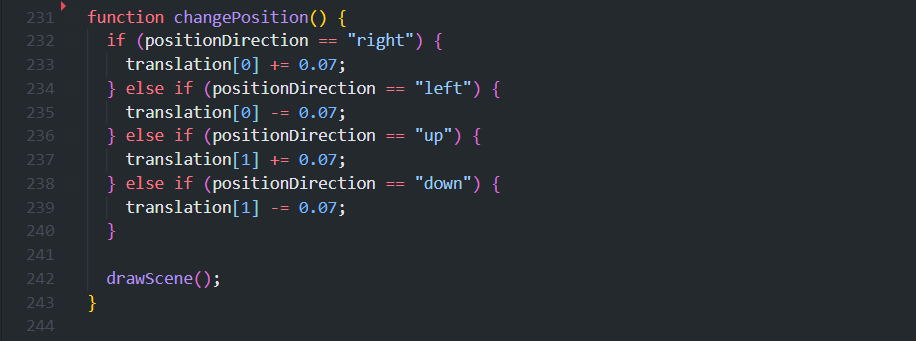 231 function changePosition() {
232   if (positionDirection == "right") {
233     translation[0] += 0.07;
234   } else if (positionDirection == "left") {
235     translation[0] -= 0.07;
236   } else if (positionDirection == "up") {
237     translation[1] += 0.07;
238   } else if (positionDirection == "down") {
239     translation[1] -= 0.07;
240   }
241
242   drawScene();
243 }
244